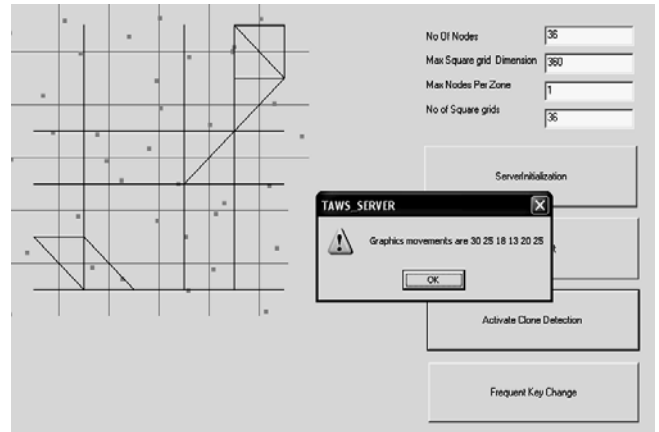 No Of Nodes
36
Max Square grid Dimension
360
Max Nodes Per Zone
1
No of Square grids
36
ServerInitialization
TAWS_SERVER
Graphics movements are 30 25 18 13 20 25
OK
Activate Clone Detection
Frequent Key Change